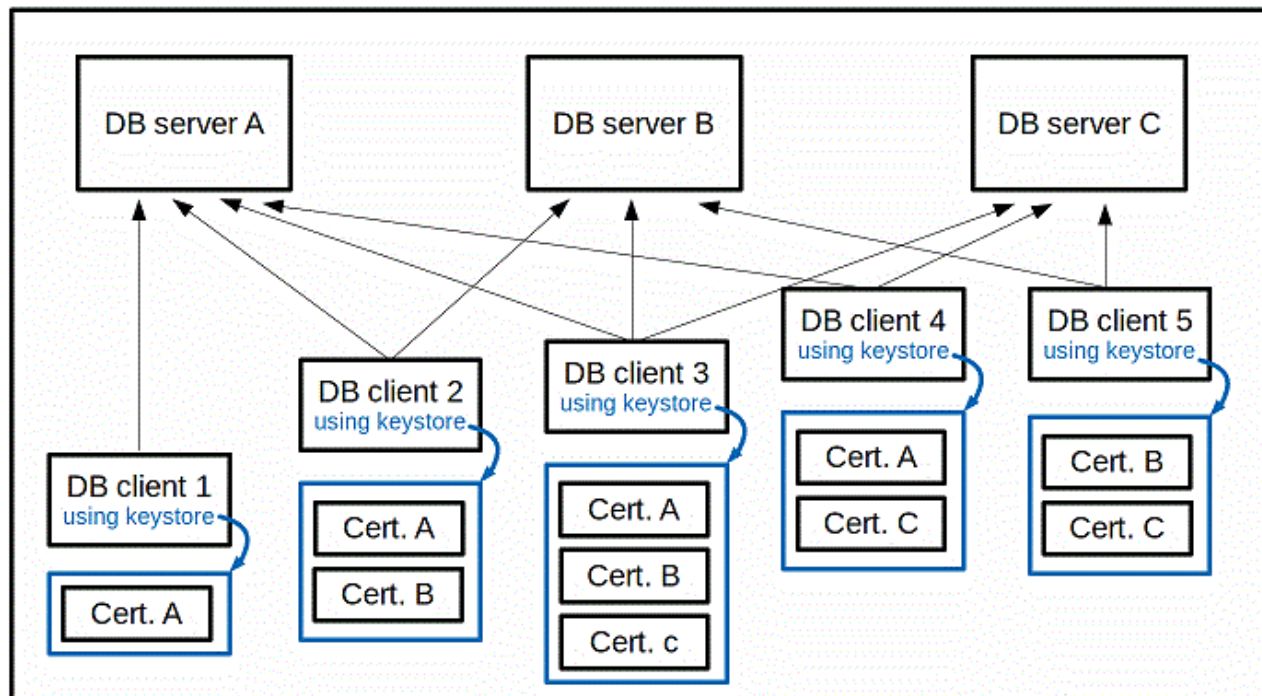 DB server A
DB server B
DB server C
DB client 4
using keystore
DB client 5
using keystore
DB client 3
using keystore
DB client 2
using keystore
DB client 1
using keystore
Cert. A
Cert. A
Cert. B
Cert. A
Cert. B
Cert. c
Cert. A
Cert. C
Cert. B
Cert. C